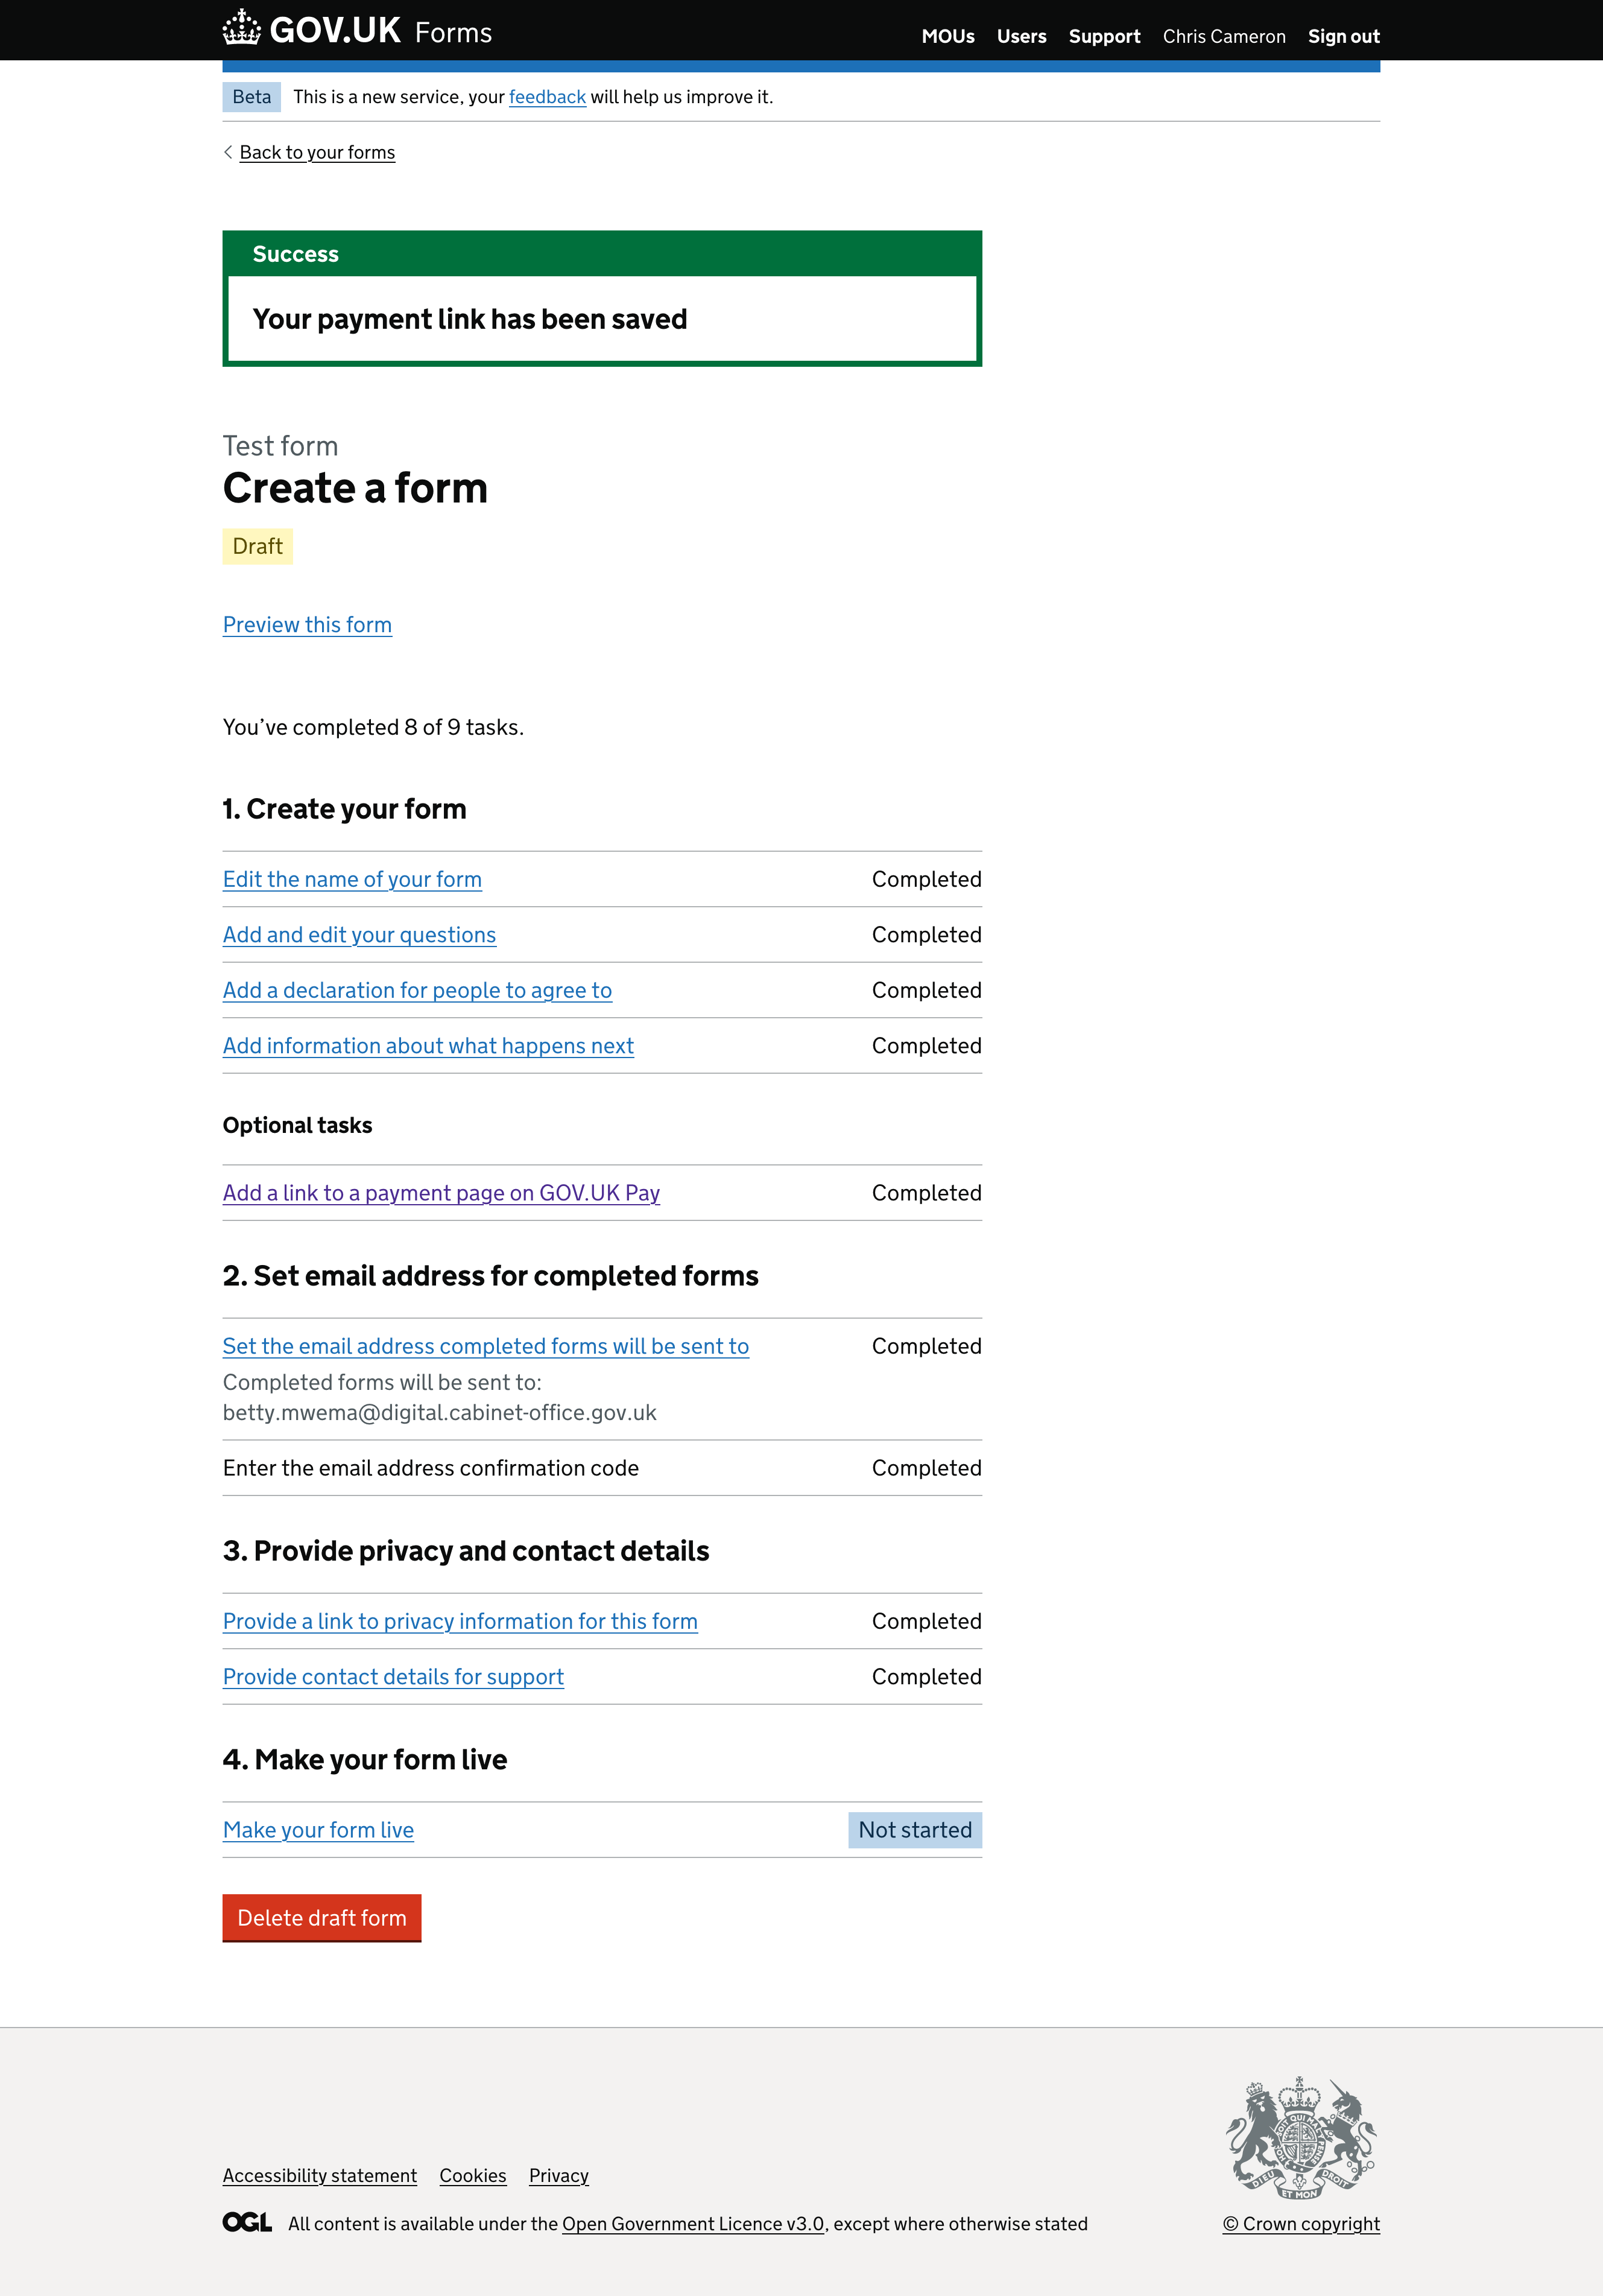 GOV.UK Forms
MOUs Users Support Chris Cameron Sign out
Beta This is a new service, your feedback will help us improve it.
Back to your forms
Success
Your payment link has been saved
Test form
Create a form
Draft
Preview this form
You’ve completed 8 of 9 tasks.
1. Create your form
Edit the name of your form Completed
Add and edit your questions Completed
Add a declaration for people to agree to Completed
Add information about what happens next Completed
Optional tasks
Add a link to a payment page on GOV.UK Pay Completed
2. Set email address for completed forms
Set the email address completed forms will be sent to Completed
Completed forms will be sent to:
betty.mwema@digital.cabinet-office.gov.uk
Enter the email address confirmation code Completed
3. Provide privacy and contact details
Provide a link to privacy information for this form Completed
Provide contact details for support Completed
4. Make your form live
Make your form live Not started
Delete draft form
DIEU ET MON DROIT
Accessibility statement Cookies Privacy
OGL All content is available under the Open Government Licence v3.0, except where otherwise stated
© Crown copyright